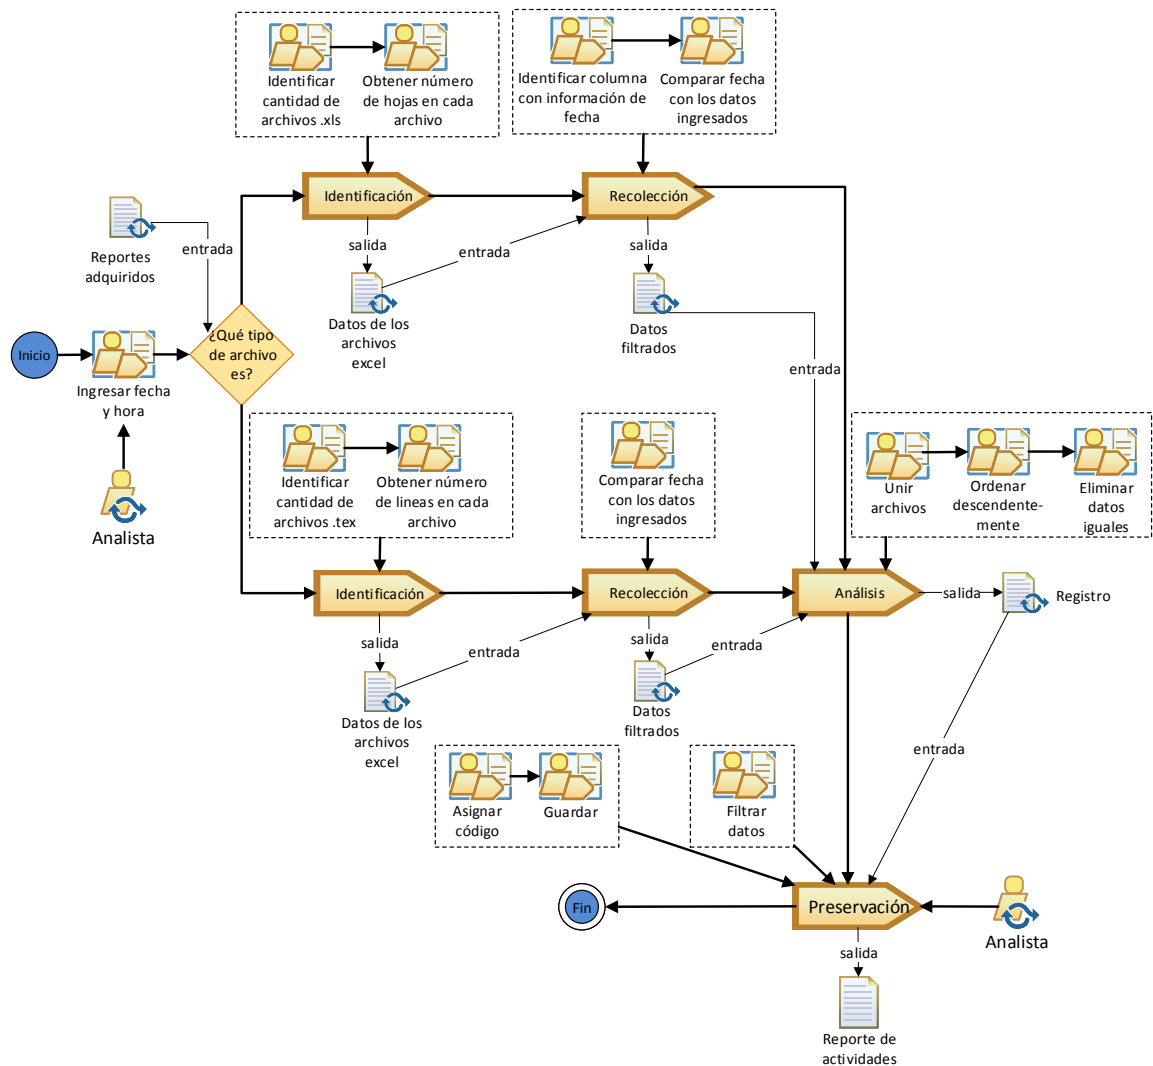 Identificar
cantidad de
archivos .xls
Obtener número
de hojas en cada
archivo
Identificar columna
con información de
fecha
Comparar fecha
con los datos
ingresados
Identificación
Recolección
Reportes
adquiridos
entrada
salida
entrada
salida
Datos de los
archivos
excel
Datos
filtrados
entrada
Inicio
Ingresar fecha
y hora
¿Qué tipo
de archivo
es?
Analista
Identificar
cantidad de
archivos .tex
Obtener número
de lineas en cada
archivo
Comparar fecha
con los datos
ingresados
Unir
archivos
Ordenar
descendente-
mente
Eliminar
datos
iguales
Identificación
Recolección
Análisis
salida
Registro
salida
entrada
salida
entrada
Datos de los
archivos
excel
Datos
filtrados
entrada
Asignar
código
Guardar
Filtrar
datos
Fin
Preservación
Analista
salida
Reporte de
actividades